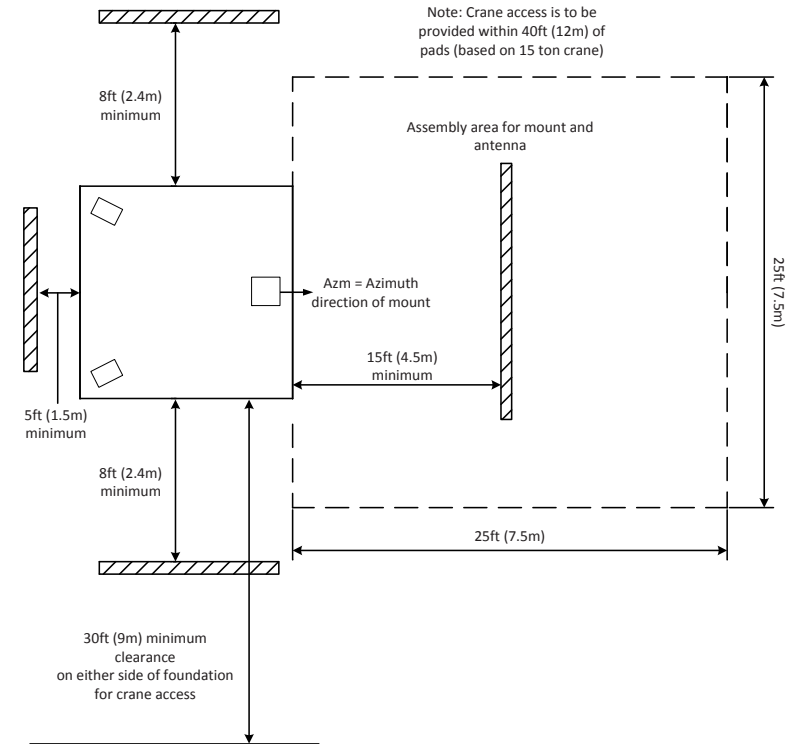 Note: Crane access is to be
provided within 40ft (12m) of
pads (based on 15 ton crane)
8ft (2.4m)
minimum
Assembly area for mount and
antenna
Azm = Azimuth
direction of mount
25ft (7.5m)
15ft (4.5m)
minimum
5ft (1.5m)
minimum
8ft (2.4m)
minimum
25ft (7.5m)
30ft (9m) minimum
clearance
on either side of foundation
for crane access